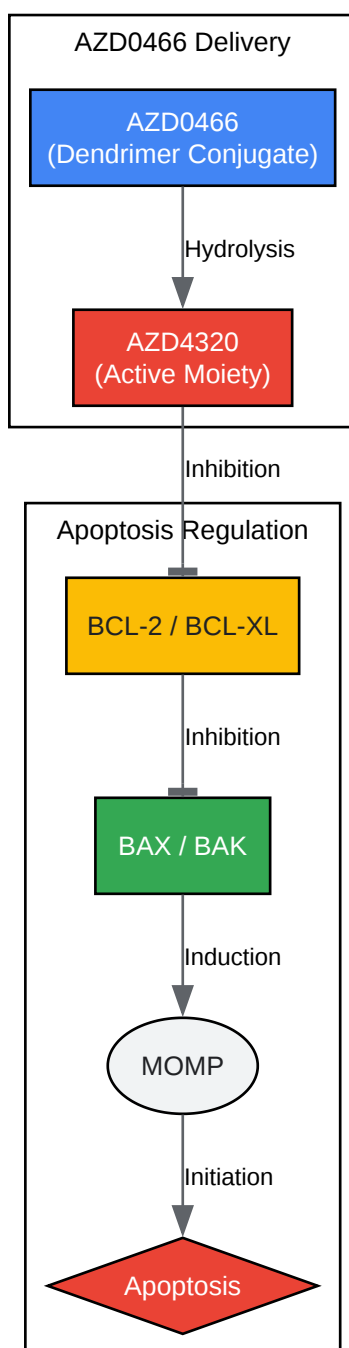 AZD0466 Delivery
AZD0466
(Dendrimer Conjugate)
Hydrolysis
AZD4320
(Active Moiety)
Inhibition
Apoptosis Regulation
BCL-2 / BCL-XL
Inhibition
BAX / BAK
Induction
MOMP
Initiation
Apoptosis